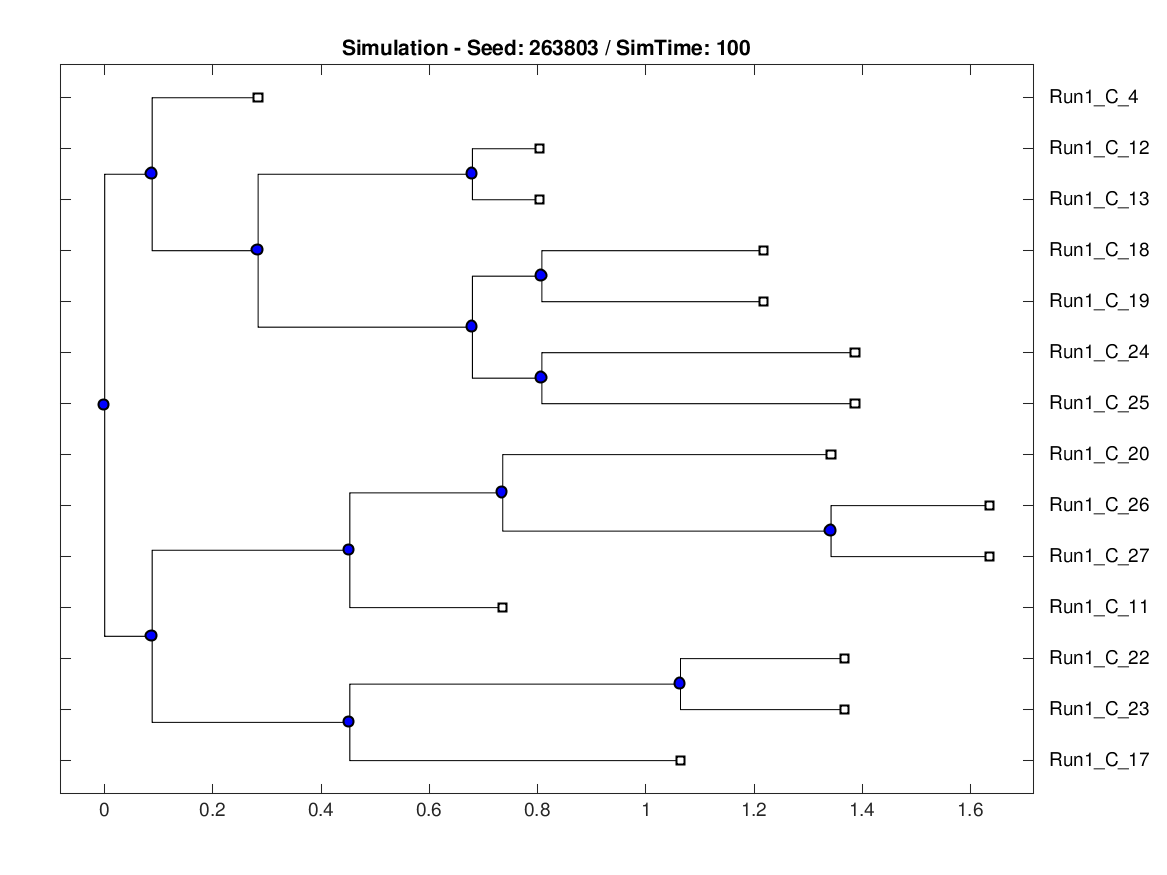 Simulation - Seed: 263803 / SimTime: 100
Run1_C_4
Run1_C_12
Run1_C_13
Run1_C_18
Run1_C_19
Run1_C_24
Run1_C_25
Run1_C_20
Run1_C_26
Run1_C_27
Run1_C_11
Run1_C_22
Run1_C_23
Run1_C_17
0 0.2 0.4 0.6 0.8 1 1.2 1.4 1.6